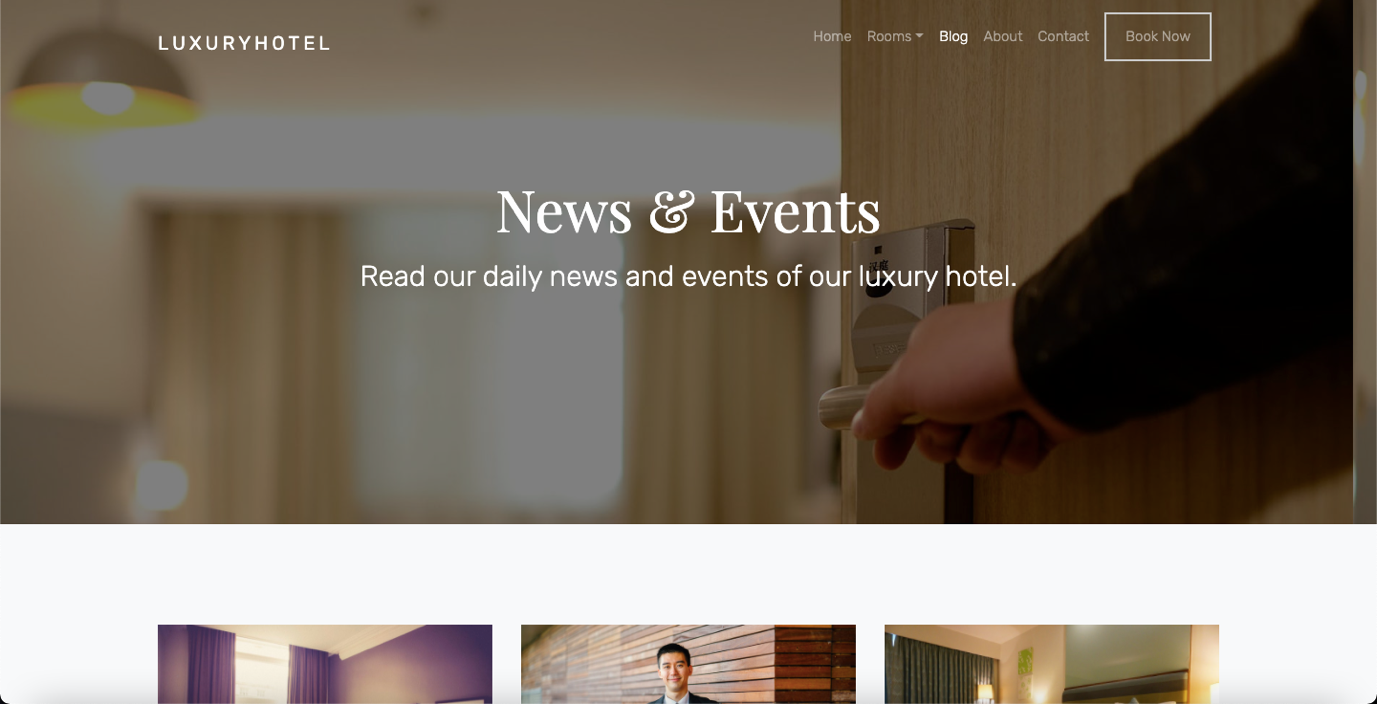 LUXURYHOTEL
Home Rooms Blog About Contact Book Now
News & Events
Read our daily news and events of our luxury hotel.